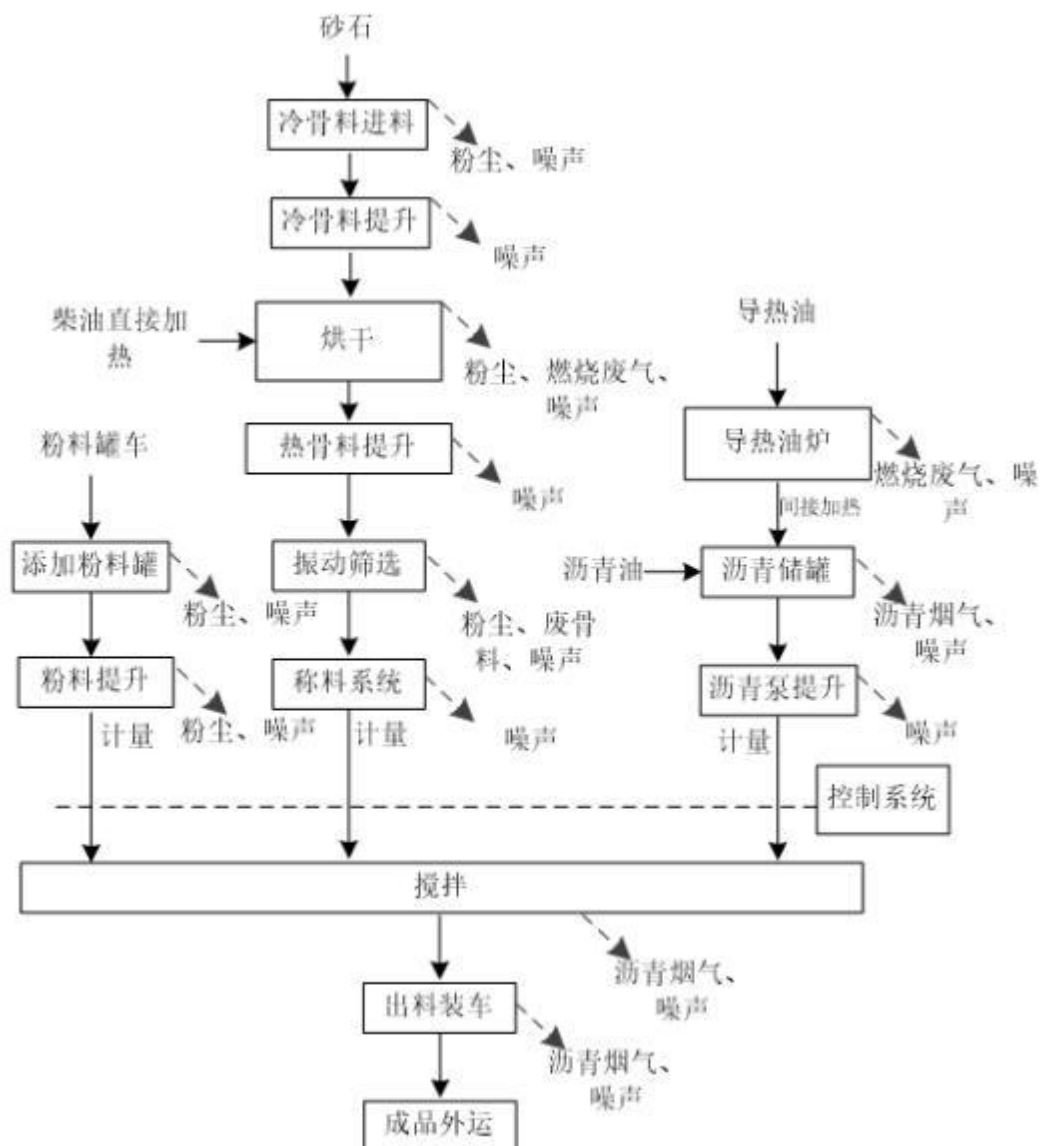 砂石
冷骨料进料
粉尘、噪声
冷骨料提升
噪声
柴油直接加
热
烘干
粉尘、燃烧废气、
噪声
导热油
粉料罐车
热骨料提升
噪声
导热油炉
燃烧废气、噪
声
间接加热
添加粉料罐
粉尘、噪声
振动筛选
粉尘、废骨
料、噪声
沥青油
沥青储罐
沥青烟气、
噪声
粉料提升
粉尘、噪声
计量
称料系统
噪声
计量
沥青泵提升
噪声
计量
控制系统
搅拌
沥青烟气、
噪声
出料装车
沥青烟气、
噪声
成品外运